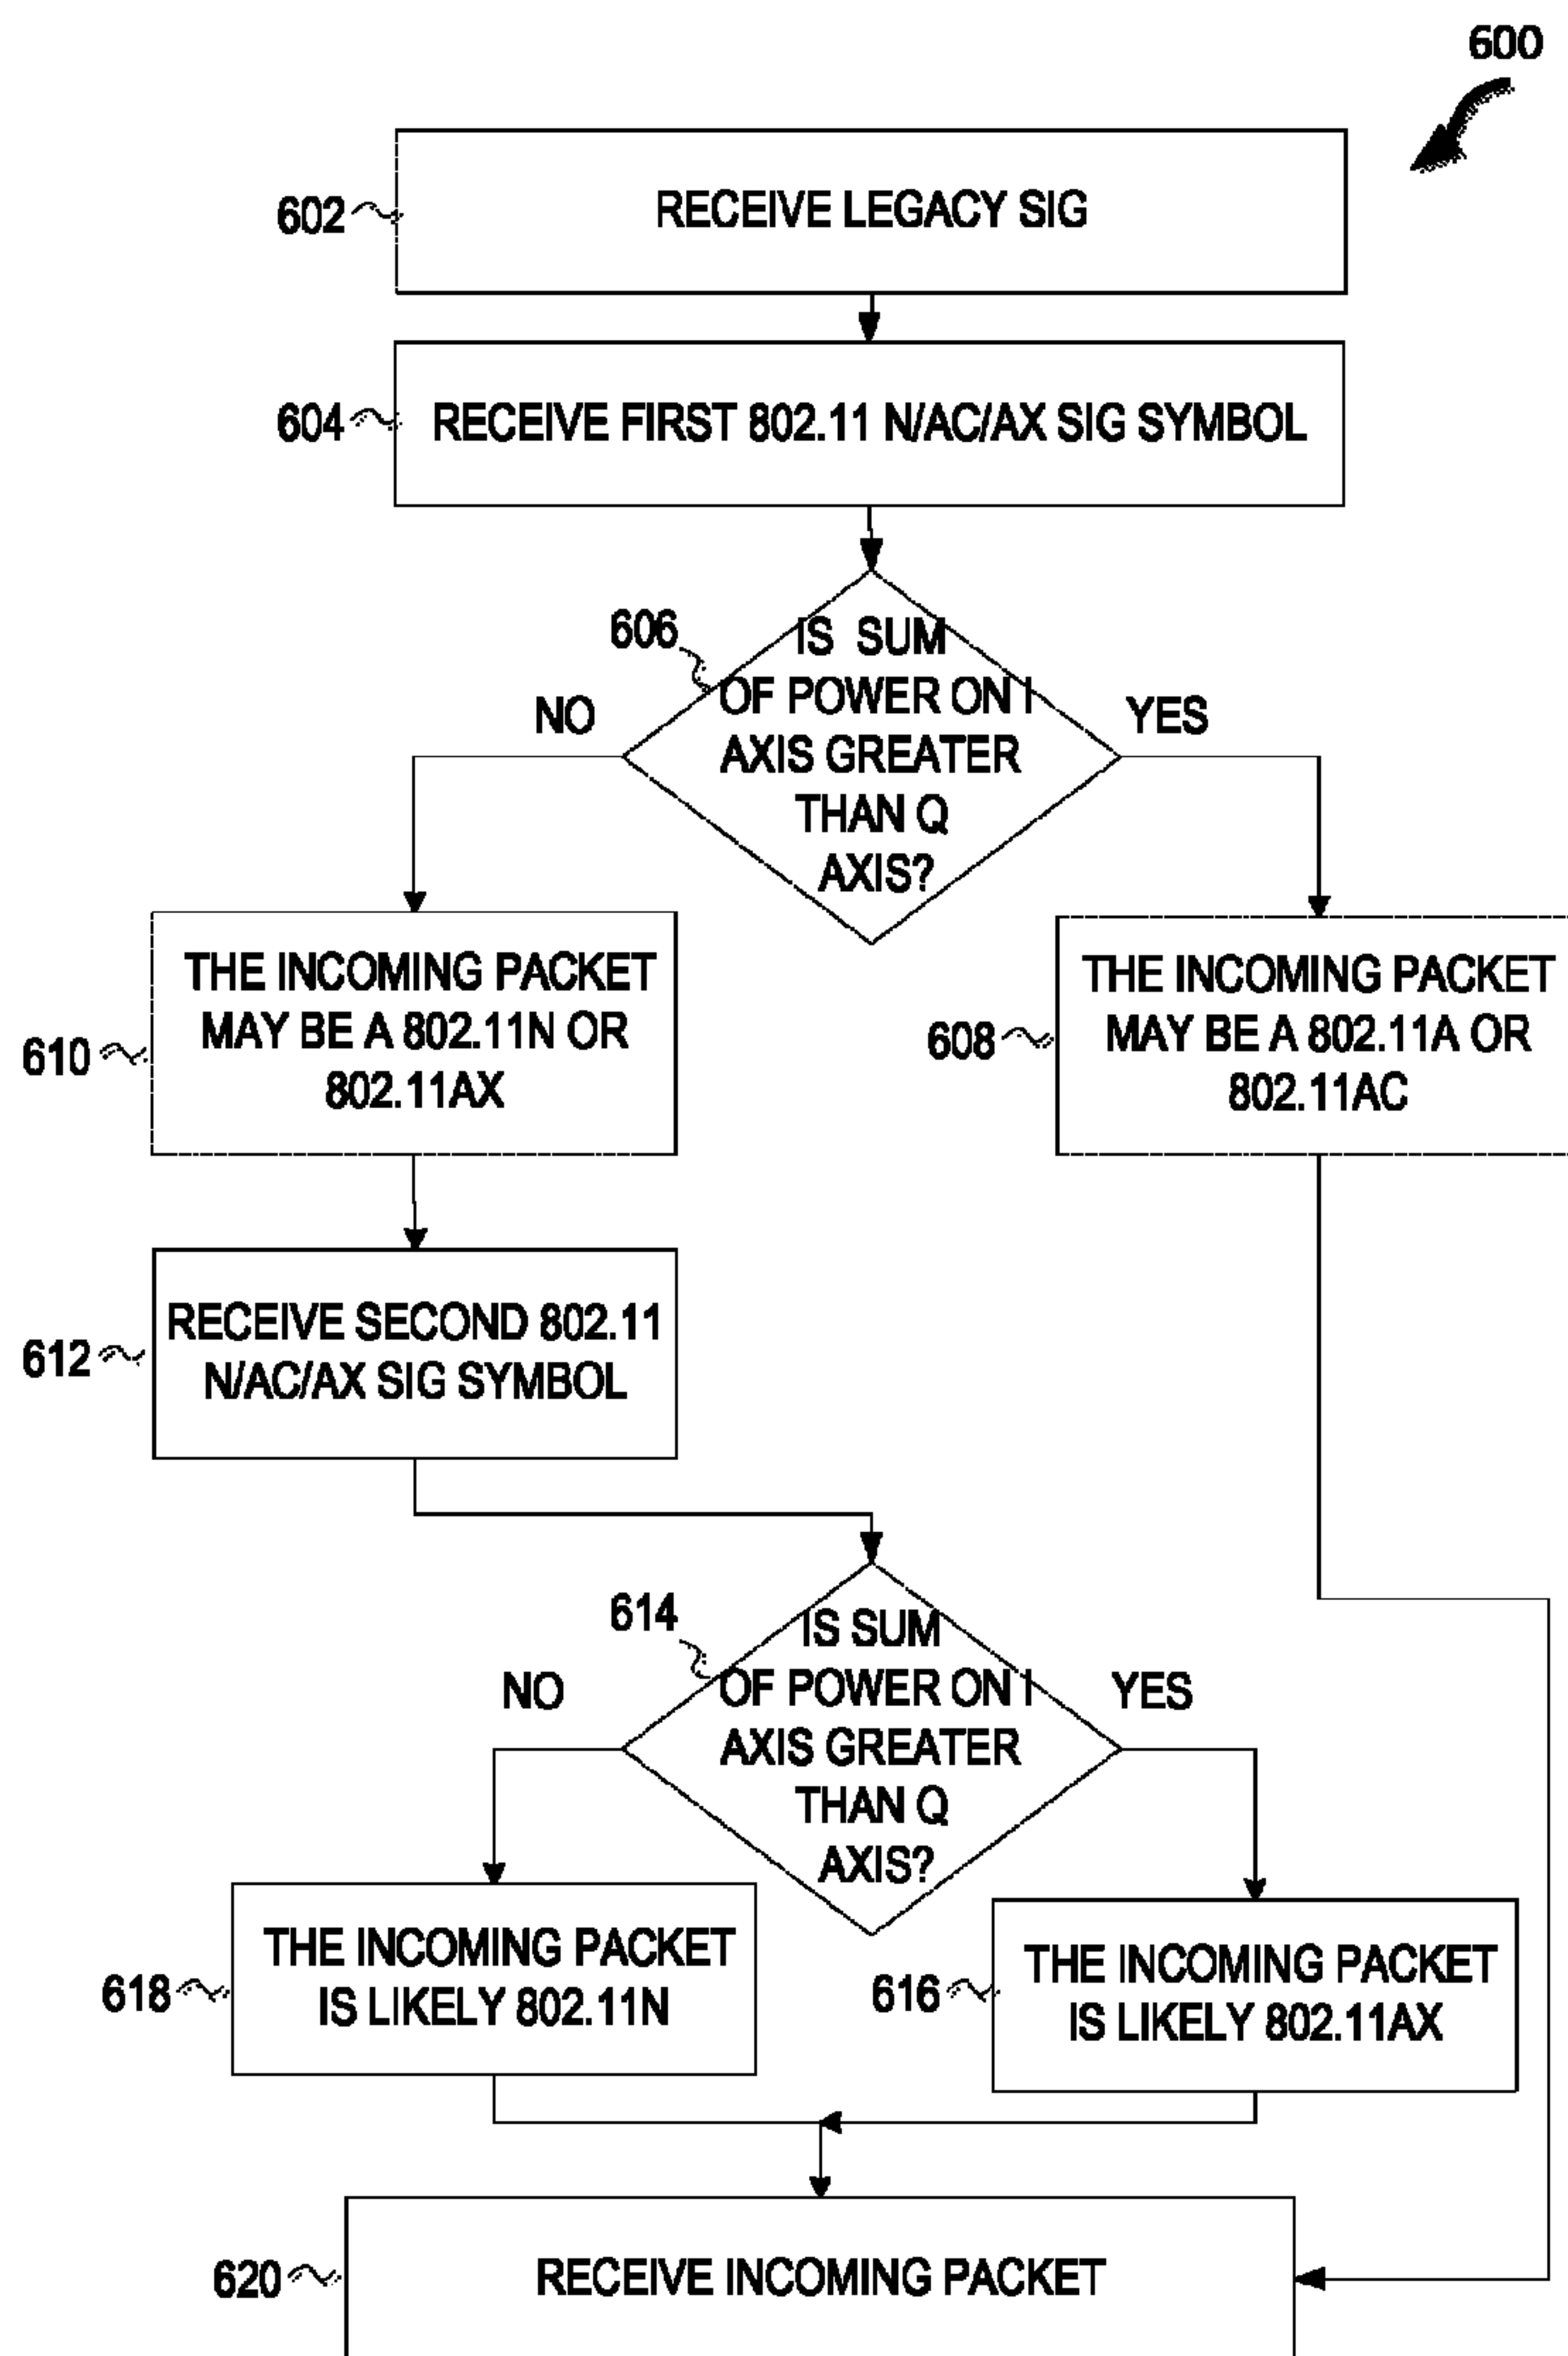 600
602
RECEIVE LEGACY SIG
604
RECEIVE FIRST 802.11 N/AC/AX SIG SYMBOL
606
IS SUM
OF POWER ON I
AXIS GREATER
THAN Q
AXIS?
NO
YES
610
THE INCOMING PACKET
MAY BE A 802.11N OR
802.11AX
608
THE INCOMING PACKET
MAY BE A 802.11A OR
802.11AC
612
RECEIVE SECOND 802.11
N/AC/AX SIG SYMBOL
614
IS SUM
OF POWER ON I
AXIS GREATER
THAN Q
AXIS?
NO
YES
618
THE INCOMING PACKET
IS LIKELY 802.11N
616
THE INCOMING PACKET
IS LIKELY 802.11AX
620
RECEIVE INCOMING PACKET